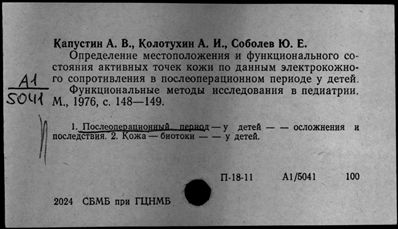 Капустин А. В., Колотухин А. И., Соболев Ю. Е.
Определение местоположения и функционального со-
стояния активных точек кожи по данным электрокожно-
го сопротивления в послеоперационном периоде у детей.
Функциональные методы исследования в педиатрии.
М., 1976, с. 148—149.
А1
5041
1. Послеоперационный период — у детей — — осложнения и
последствия. 2. Кожа — биотоки — — у детей.
П-18-11 А1/5041 100
2024 СБМБ при ГЦНМБ